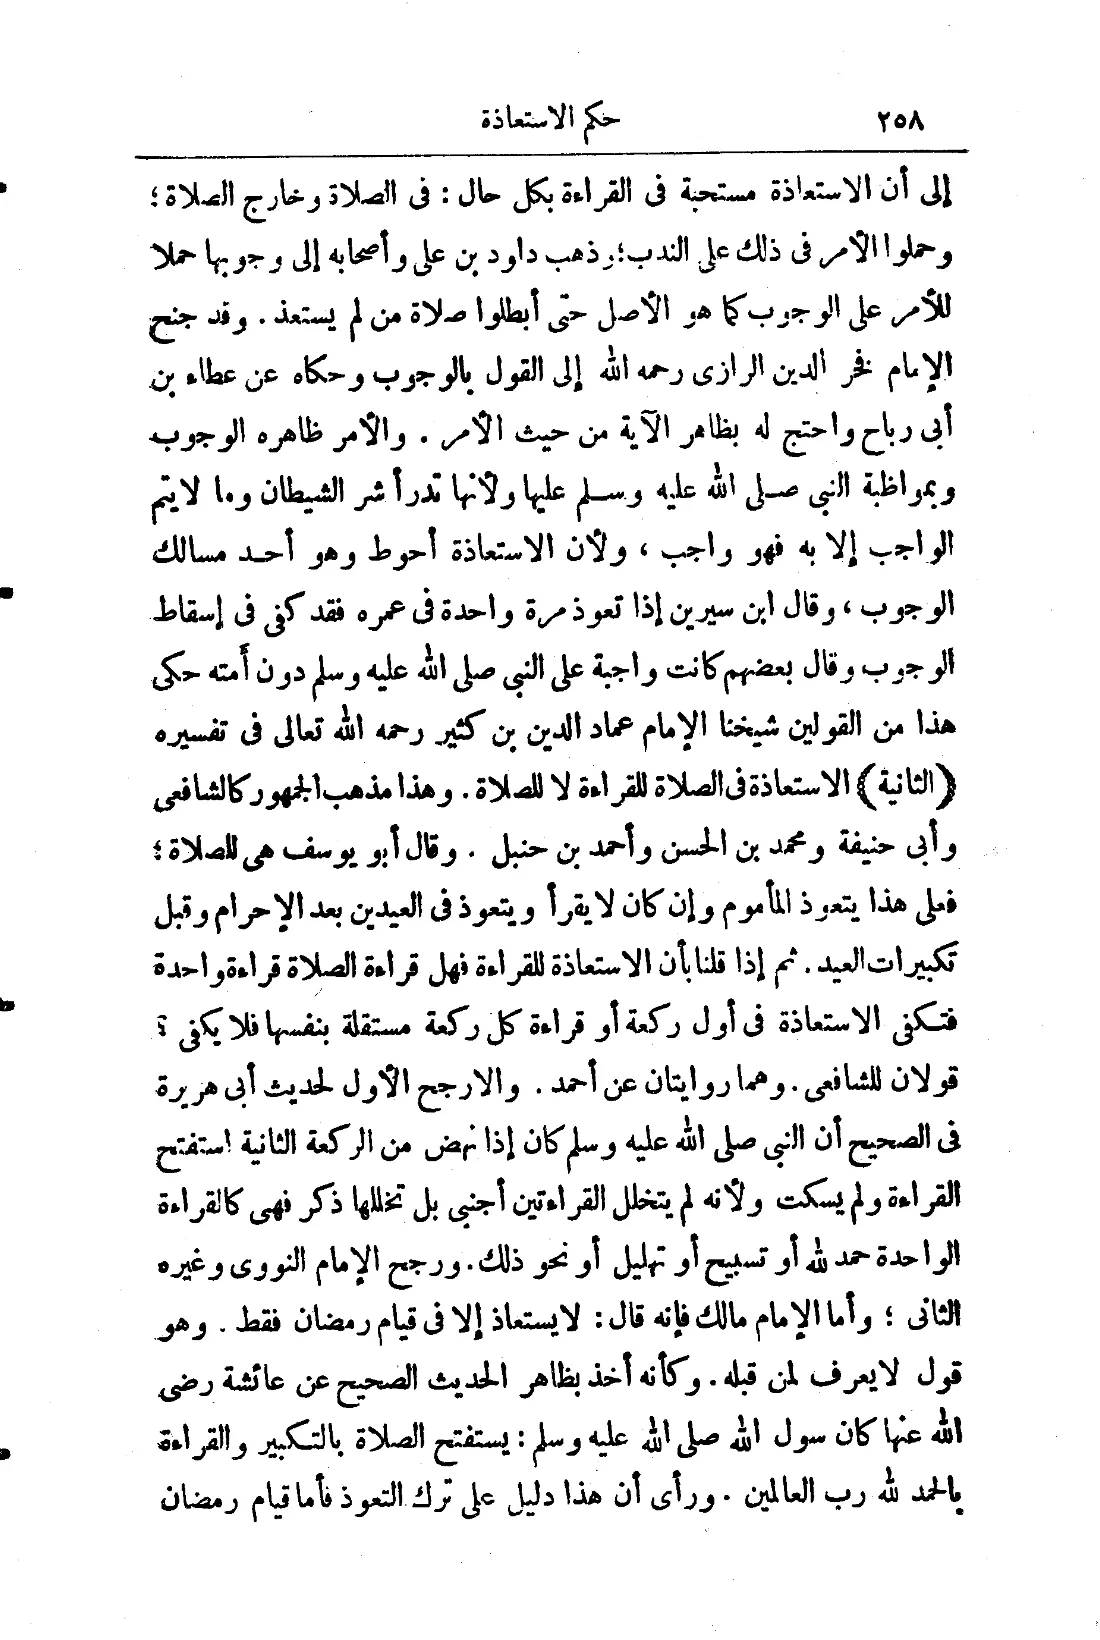 ٢٥٨ حكم الاستعاذة
إلى أن الاستعاذة مستحبة فى القراءة بكل حال : فى الصلاة وخارج الصلاة ؛
وحملوا الأمر فى ذلك على الندب ؛ وذهب داود بن على وأصحابه إلى وجوبها حملا
للأمر على الوجوب كما هو الأصل حتى أبطلوا صلاة من لم يستعذ . وقد جنح
الإمام فخر الدين الرازى رحمه الله إلى القول بالوجوب وحكاه عن عطاء بن
أبى رباح واحتج له بظاهر الآية من حيث الأمر . والأمر ظاهره الوجوب
وبمواظبة النبى صلى الله عليه وسلم عليها ولأنها تدرأ شر الشيطان وما لا يتم
الواجب إلا به فهو واجب ، ولأن الاستعاذة أحوط وهو أحد مسالك
الوجوب ، وقال ابن سيرين إذا تعوذ مرة واحدة فى عمره فقد كفى فى إسقاط
الوجوب وقال بعضهم كانت واجبة على النبى صلى الله عليه وسلم دون أمته حكى
هذا من القولين شيخنا الإمام عماد الدين بن كثير رحمه الله تعالى فى تفسيره
(الثانية) الاستعاذة فى الصلاة للقراءة لا للصلاة . وهذا مذهب الجمهور كالشافعى
وأبى حنيفة ومحمد بن الحسن وأحمد بن حنبل . وقال أبو يوسف هى للصلاة ؛
فعلى هذا يتعوذ المأموم وإن كان لا يقرأ ويتعوذ فى العيدين بعد الإحرام وقبل
تكبيرات العيد . ثم إذا قلنا بأن الاستعاذة للقراءة فهل قراءة الصلاة قراءة واحدة
فتكفى الاستعاذة فى أول ركعة أو قراءة كل ركعة مستقلة بنفسها فلا يكفى ؟
قولان للشافعى . وهما روايتان عن أحمد . والارجح الأول لحديث أبى هريرة
فى الصحيح أن النبى صلى الله عليه وسلم كان إذا نهض من الركعة الثانية استفتح
القراءة ولم يسكت ولأنه لم يتخلل القراءتين أجنبى بل تخللها ذكر فهى كالقراءة
الواحدة حمد لله أو تسبيح أو تهليل أو نحو ذلك . ورجح الإمام النووى وغيره
الثانى ؛ وأما الإمام مالك فإنه قال : لا يستعاذ إلا فى قيام رمضان فقط . وهو
قول لا يعرف لمن قبله . وكأنه أخذ بظاهر الحديث الصحيح عن عائشة رضى
الله عنها كان سول الله صلى الله عليه وسلم : يستفتح الصلاة بالتكبير والقراءة
بالحمد لله رب العالمين . ورأى أن هذا دليل على ترك التعوذ فأما قيام رمضان